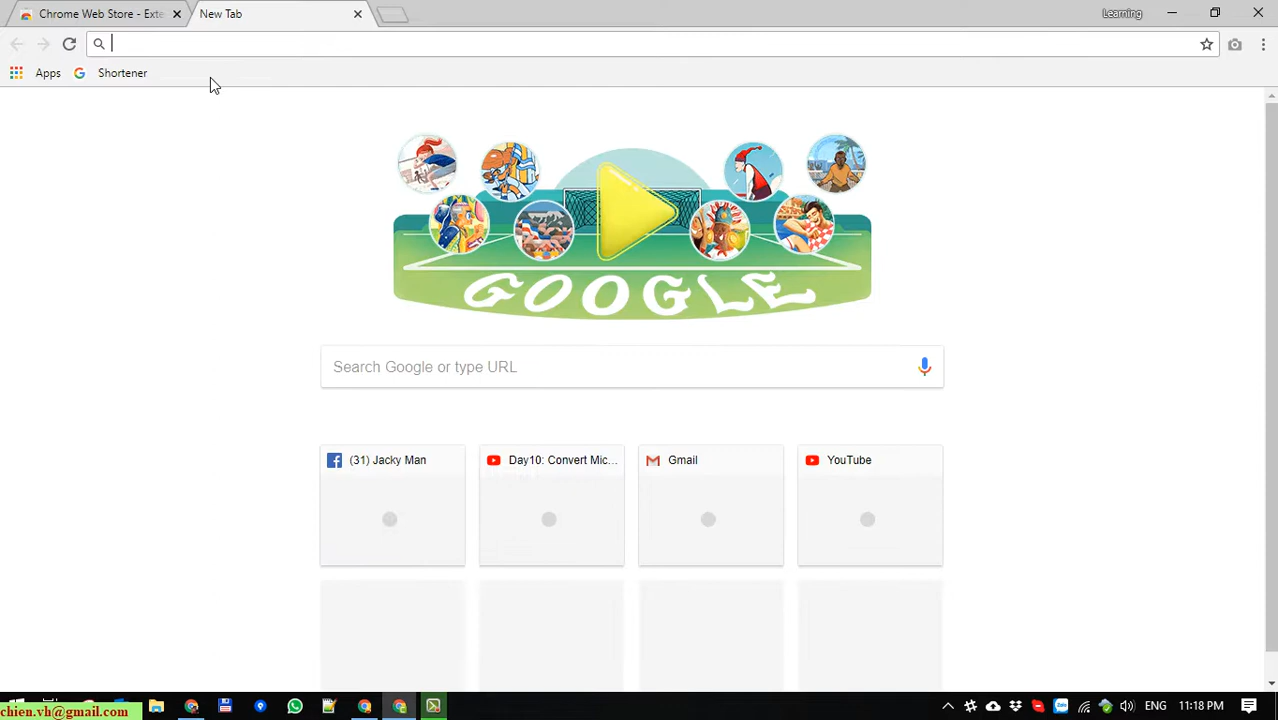 Chrome Web Store - Exte
New Tab
Learning
Apps
Shortener
GOOGLE
Search Google or type URL
(31) Jacky Man
Day10: Convert Mic...
Gmail
YouTube
ENG
11:18 PM
chien.vh@gmail.com